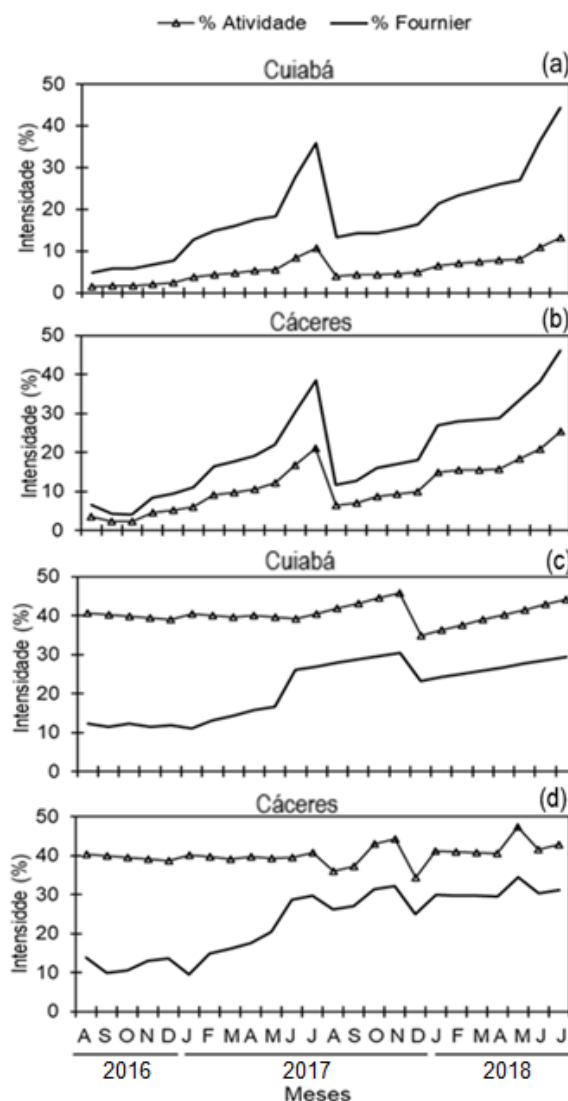 % Atividade % Fournier
Cuiabá (a)
Intensidade (%)
50
40
30
20
10
0
Cáceres (b)
Intensidade (%)
50
40
30
20
10
0
Cuiabá (c)
Intensidade (%)
50
40
30
20
10
0
Cáceres (d)
Intensidde (%)
50
40
30
20
10
0
A S O N D J F M A M J J A S O N D J F M A M J J
2016 2017 2018
Meses